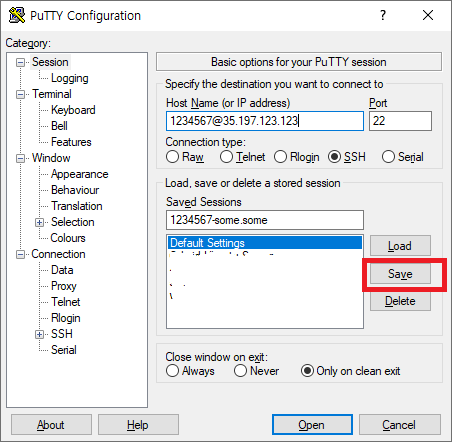 PuTTY Configuration
?
Category:
Session
Logging
Terminal
Keyboard
Bell
Features
Window
Appearance
Behaviour
Translation
Selection
Colours
Connection
Data
Proxy
Telnet
Rlogin
SSH
Serial
Basic options for your PuTTY session
Specify the destination you want to connect to
Host Name (or IP address) Port
1234567@35.197.123.123 22
Connection type:
Raw Telnet Rlogin SSH Serial
Load, save or delete a stored session
Saved Sessions
1234567-some.some
Default Settings
Load
Save
Delete
Close window on exit:
Always Never Only on clean exit
About Help Open Cancel